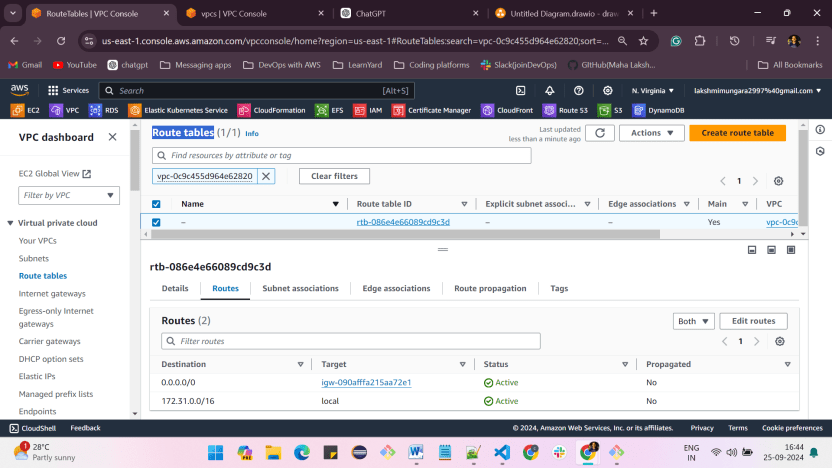 RouteTables | VPC Console
vpcs | VPC Console
ChatGPT
Untitled Diagram.drawio - draw
us-east-1.console.aws.amazon.com/vpcconsole/home?region=us-east-1#RouteTables:search=vpc-0c9c455d964e62820;sort=...
Gmail
YouTube
chatgpt
Messaging apps
DevOps with AWS
LearnYard
Coding platforms
Slack(joinDevOps)
GItHub(Maha Laksh...
All Bookmarks
aws
Services
Search
[Alt+S]
N. Virginia
lakshmimungara2997%40gmail.com
EC2
VPC
RDS
Elastic Kubernetes Service
CloudFormation
EFS
IAM
Certificate Manager
CloudFront
Route 53
S3
DynamoDB
VPC dashboard
EC2 Global View
Filter by VPC
Virtual private cloud
Your VPCs
Subnets
Route tables
Internet gateways
Egress-only Internet
gateways
Carrier gateways
DHCP option sets
Elastic IPs
Managed prefix lists
Endpoints
Route tables (1/1) Info
Last updated
less than a minute ago
Actions
Create route table
Find resources by attribute or tag
vpc-0c9c455d964e62820
Clear filters
1
Name
Route table ID
Explicit subnet associ...
Edge associations
Main
VPC
–
rtb-086e4e66089cd9c3d
–
–
Yes
vpc-0c9c
rtb-086e4e66089cd9c3d
Details
Routes
Subnet associations
Edge associations
Route propagation
Tags
Routes (2)
Both
Edit routes
Filter routes
1
Destination
Target
Status
Propagated
0.0.0.0/0
igw-090afffa215aa72e1
Active
No
172.31.0.0/16
local
Active
No
CloudShell
Feedback
© 2024, Amazon Web Services, Inc. or its affiliates.
Privacy
Terms
Cookie preferences
1
28°C
Partly sunny
ENG
IN
16:44
25-09-2024